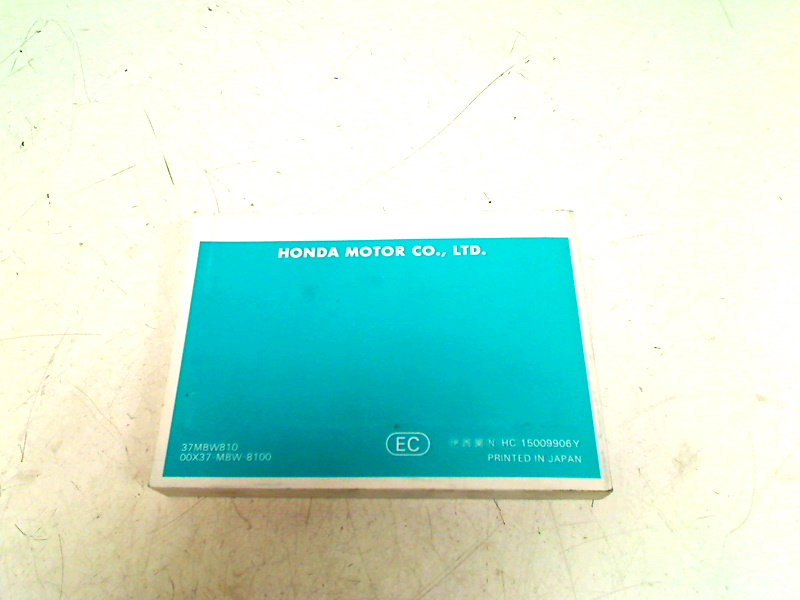 HONDA MOTOR CO., LTD.
37MBW810
00X37-MBW-8100
EC
N HC 15009906Y
PRINTED IN JAPAN